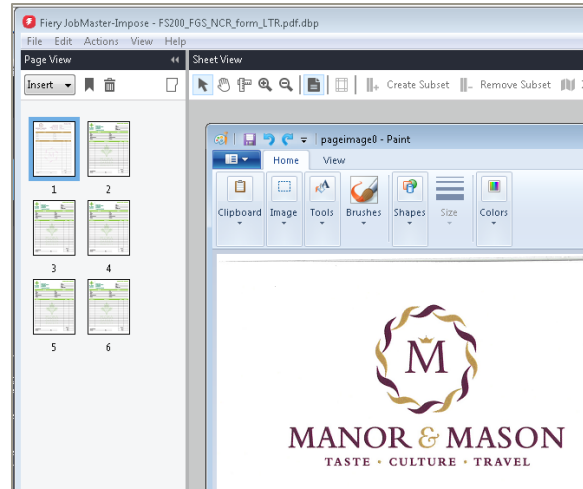 Fiery JobMaster-Impose - FS200_FGS_NCR_form_LTR.pdf.dbp
File Edit Actions View Help
Page View
Sheet View
Insert
Create Subset
Remove Subset
1
2
3
4
5
6
pageimage0 - Paint
Home View
Clipboard
Image
Tools
Brushes
Shapes
Size
Colors
M
MANOR & MASON
TASTE • CULTURE • TRAVEL